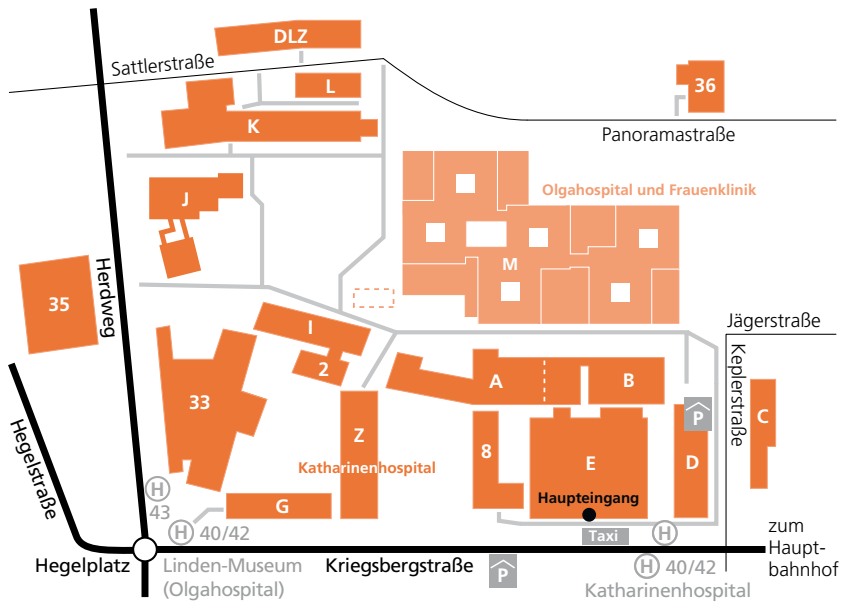 DLZ
Sattlerstraße
L
36
K
Panoramastraße
Olgahospital und Frauenklinik
J
M
35
Herdweg
I
2
Jägerstraße
Keplerstraße
A
B
33
P
C
Hegelstraße
Z
8
E
D
Katharinenhospital
H
43
G
Haupteingang
H 40/42
Taxi
H
zum
Haupt-
bahnhof
Hegelplatz
Linden-Museum
(Olgahospital)
Kriegsbergstraße
P
H 40/42
Katharinenhospital